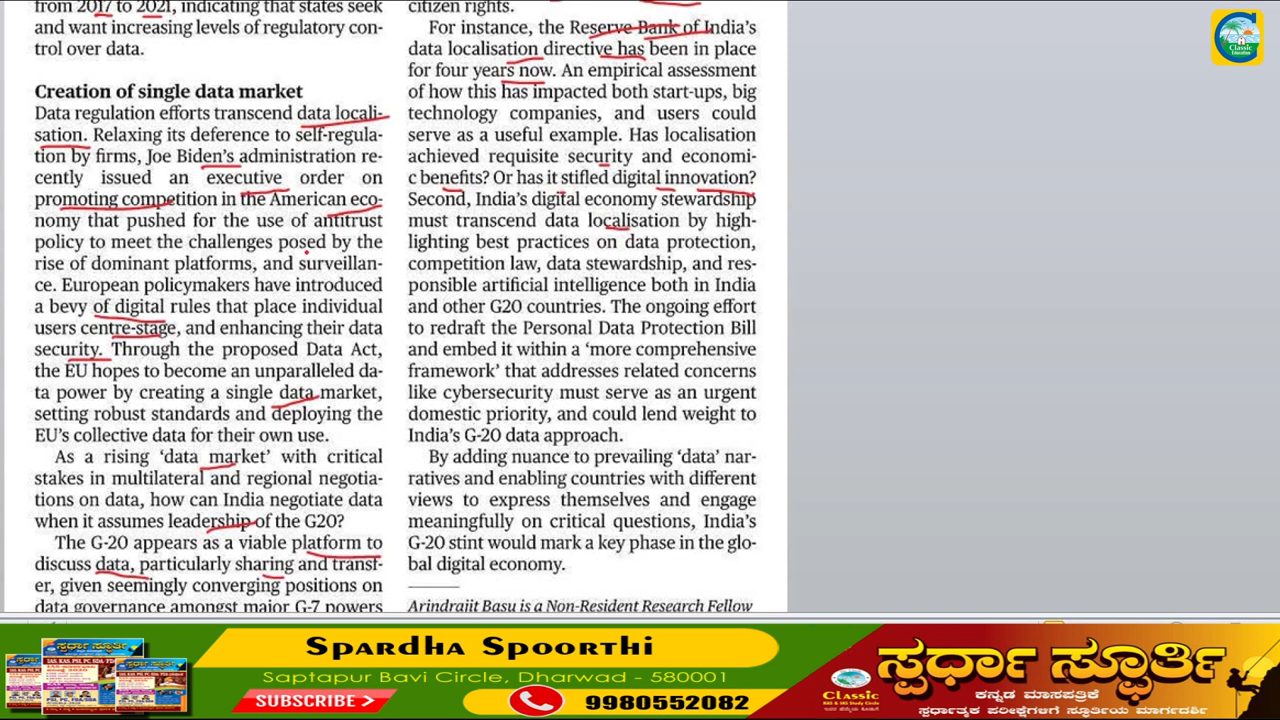 from 2017 to 2021, indicating that states seek
and want increasing levels of regulatory con-
trol over data.
Creation of single data market
Data regulation efforts transcend data locali-
sation. Relaxing its deference to self-regula-
tion by firms, Joe Biden's administration re-
cently issued an executive order on
promoting competition in the American eco-
nomy that pushed for the use of antitrust
policy to meet the challenges posed by the
rise of dominant platforms, and surveillan-
ce. European policymakers have introduced
a bevy of digital rules that place individual
users centre-stage, and enhancing their data
security. Through the proposed Data Act,
the EU hopes to become an unparalleled da-
ta power by creating a single data market,
setting robust standards and deploying the
EU's collective data for their own use.
As a rising 'data market' with critical
stakes in multilateral and regional negotia-
tions on data, how can India negotiate data
when it assumes leadership of the G20?
The G-20 appears as a viable platform to
discuss data, particularly sharing and transf-
er, given seemingly converging positions on
data governance amongst major G-7 powers
citizen rights.
For instance, the Reserve Bank of India's
data localisation directive has been in place
for four years now. An empirical assessment
of how this has impacted both start-ups, big
technology companies, and users could
serve as a useful example. Has localisation
achieved requisite security and economi-
c benefits? Or has it stifled digital innovation?
Second, India's digital economy stewardship
must transcend data localisation by high-
lighting best practices on data protection,
competition law, data stewardship, and res-
ponsible artificial intelligence both in India
and other G20 countries. The ongoing effort
to redraft the Personal Data Protection Bill
and embed it within a 'more comprehensive
framework' that addresses related concerns
like cybersecurity must serve as an urgent
domestic priority, and could lend weight to
India's G-20 data approach.
By adding nuance to prevailing 'data' nar-
ratives and enabling countries with different
views to express themselves and engage
meaningfully on critical questions, India's
G-20 stint would mark a key phase in the glo-
bal digital economy.
Arindrajit Basu is a Non-Resident Research Fellow
Classic
Education
Spardha Spoorthi
Saptapur Bavi Circle, Dharwad - 580001
SUBSCRIBE >
9980552082
Classic
KAS & IAS Study Circle
ಸ್ಪರ್ಧಾ ಸ್ಫೂರ್ತಿ
ಕನ್ನಡ ಮಾಸಪತ್ರಿಕೆ
ಸ್ಪರ್ಧಾತ್ಮಕ ಪರೀಕ್ಷೆಗಳಿಗೆ ಸ್ಫೂರ್ತಿಯ ಮಾರ್ಗದರ್ಶಿ